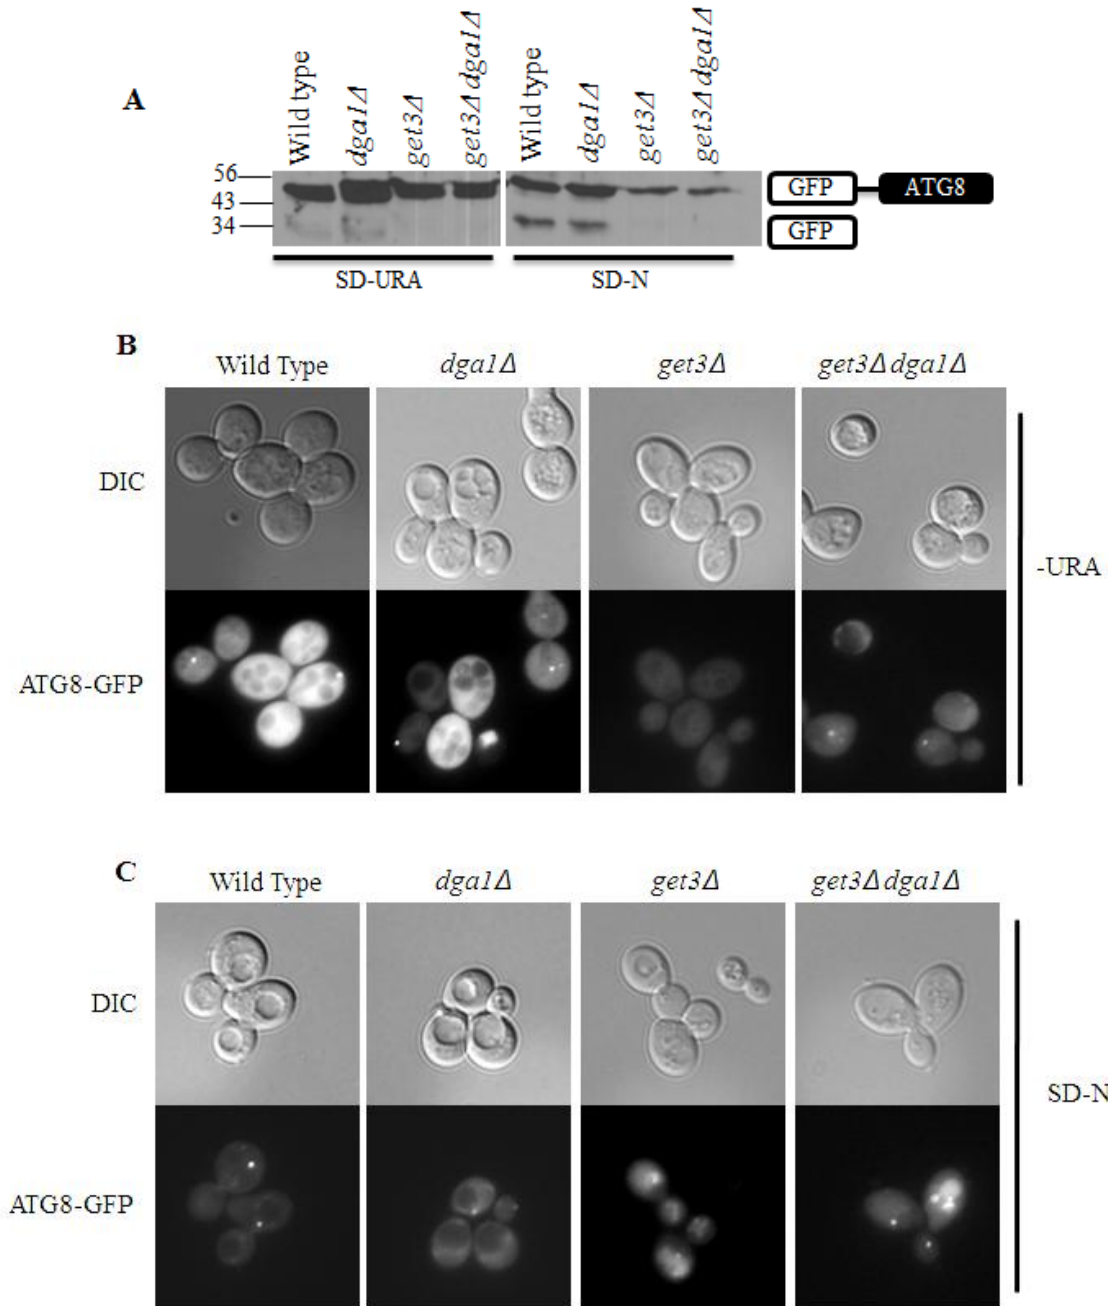 A
Wild type
dga1Δ
get3Δ
get3Δ dga1Δ
Wild type
dga1Δ
get3Δ
get3Δ dga1Δ
56
43
34
GFP ATG8
GFP
SD-URA
SD-N
B
Wild Type
dga1Δ
get3Δ
get3Δ dga1Δ
DIC
-URA
ATG8-GFP
C
Wild Type
dga1Δ
get3Δ
get3Δ dga1Δ
DIC
SD-N
ATG8-GFP